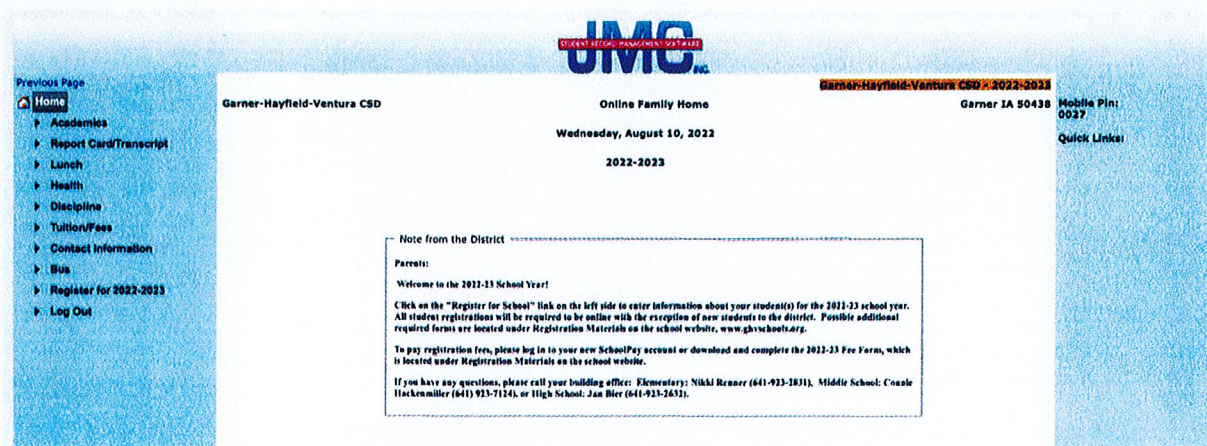 JMC INC.
STUDENT RECORD MANAGEMENT SOFTWARE
Previous Page
Garner-Hayfield-Ventura CSD - 2022-2023
Home
Garner-Hayfield-Ventura CSD Online Family Home Garner IA 50438
Mobile Pin:
0027
Academics
Wednesday, August 10, 2022
Quick Links:
Report Card/Transcript
2022-2023
Lunch
Health
Discipline
Tuition/Fees
Contact Information
Bus
Register for 2022-2023
Log Out
Note from the District
Parents:
Welcome to the 2022-23 School Year!
Click on the "Register for School" link on the left side to enter information about your student(s) for the 2022-23 school year.
All student registrations will be required to be online with the exception of new students to the district. Possible additional
required forms are located under Registration Materials on the school website, www.ghvschools.org.
To pay registration fees, please log in to your new SchoolPay account or download and complete the 2022-23 Fee Form, which
is located under Registration Materials on the school website.
If you have any questions, please call your building office: Elementary: Nikki Renner (641-923-2831), Middle School: Connie
Hackenmiller (641) 923-7124), or High School: Jan Bier (641-923-2632).